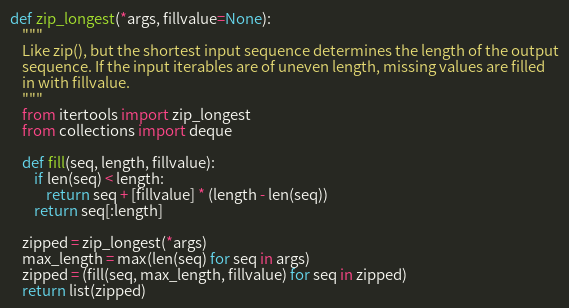 def zip_longest(*args, fillvalue=None):
    """
    Like zip(), but the shortest input sequence determines the length of the output
    sequence. If the input iterables are of uneven length, missing values are filled
    in with fillvalue.
    """
    from itertools import zip_longest
    from collections import deque

    def fill(seq, length, fillvalue):
        if len(seq) < length:
            return seq + [fillvalue] * (length - len(seq))
        return seq[:length]

    zipped = zip_longest(*args)
    max_length = max(len(seq) for seq in args)
    zipped = (fill(seq, max_length, fillvalue) for seq in zipped)
    return list(zipped)